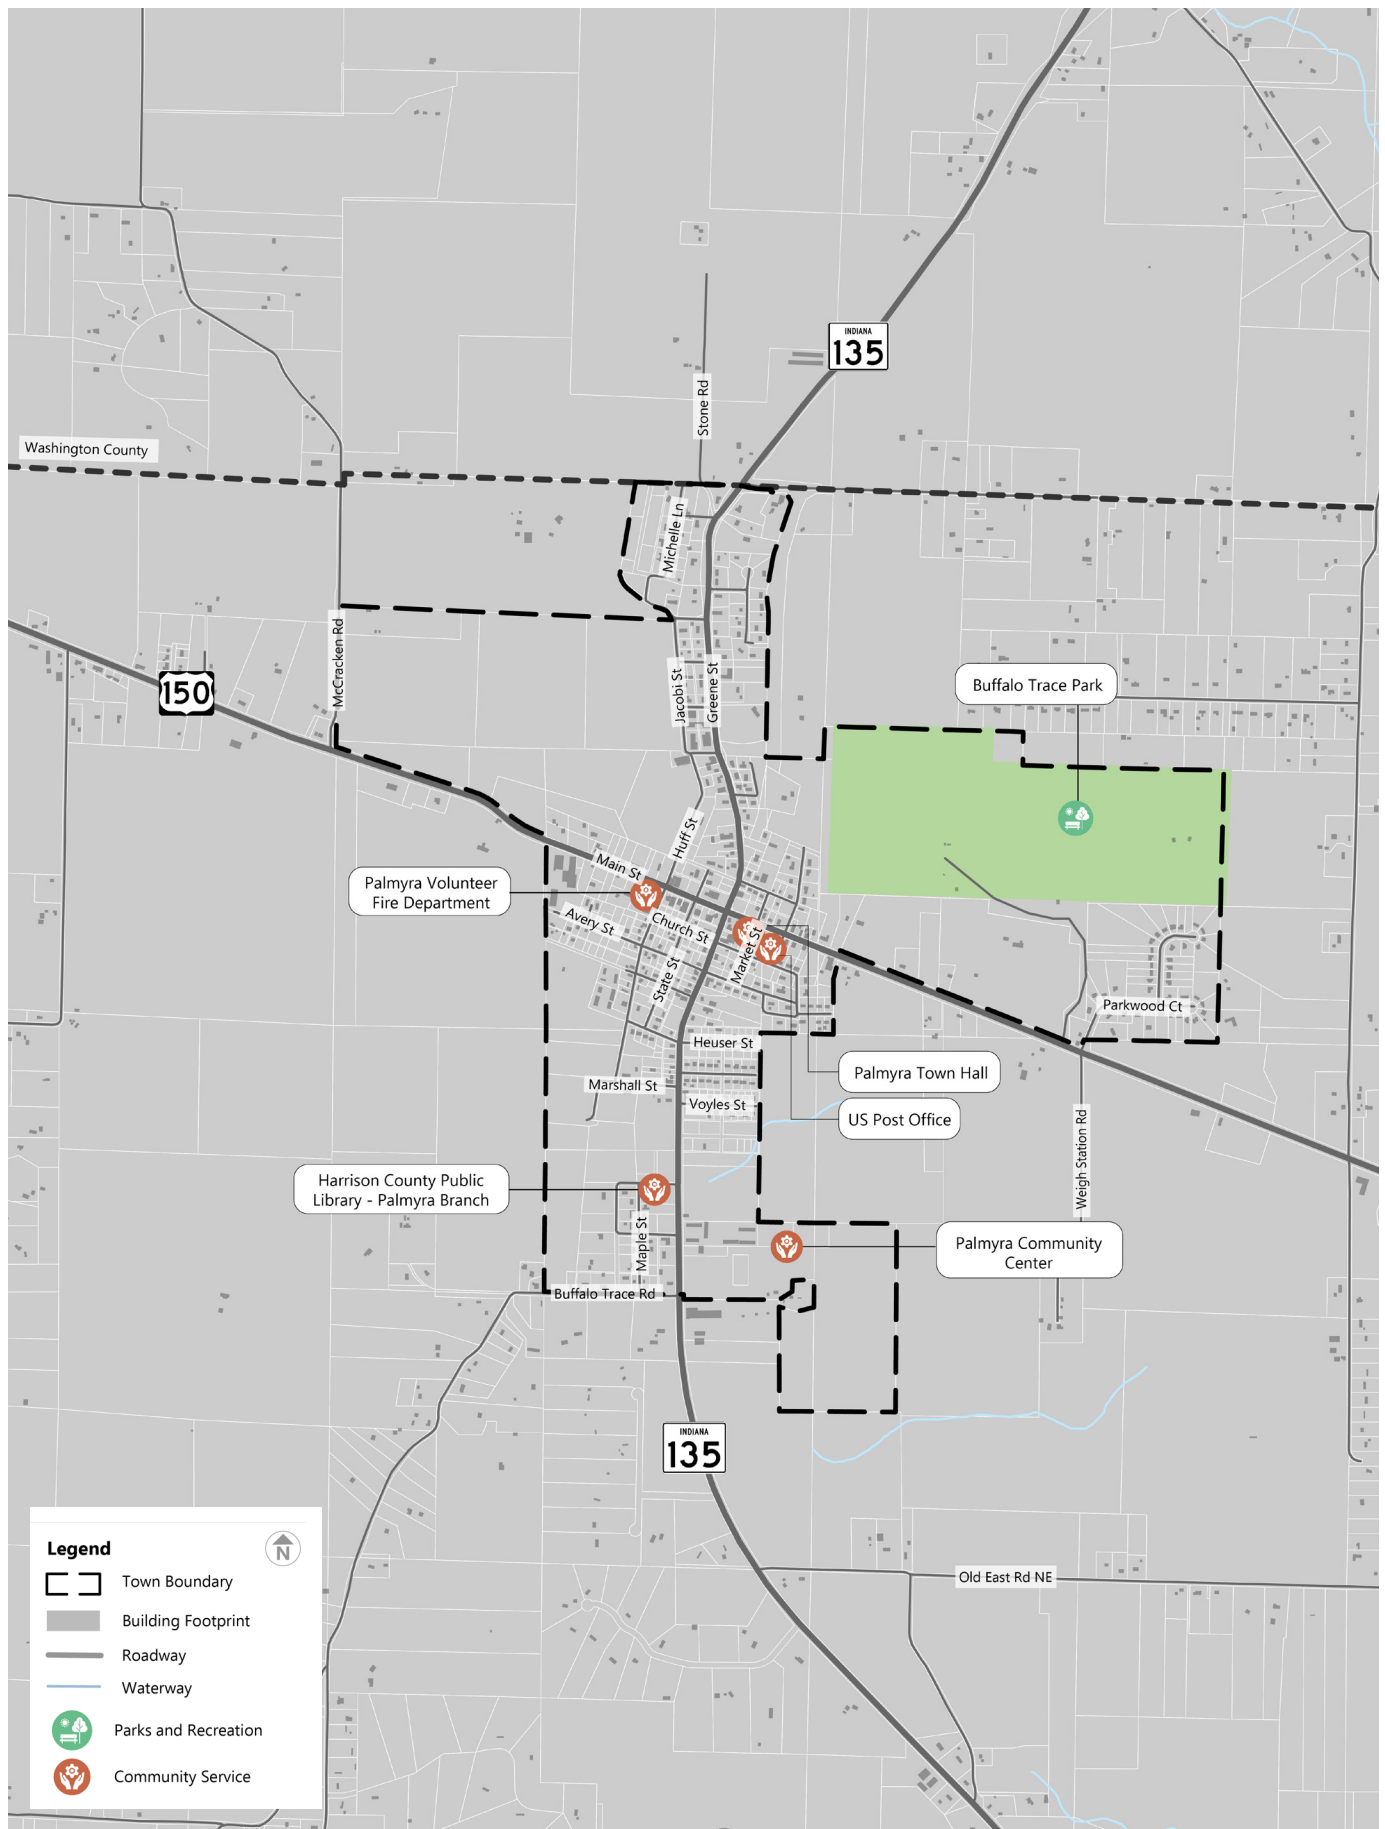 INDIANA
135
Stone Rd
Washington County
Michelle Ln
McCracken Rd
150
Jacobi St
Greene St
Buffalo Trace Park
Huff St
Main St
Palmyra Volunteer
Fire Department
Avery St
Church St
Market St
State St
Parkwood Ct
Heuser St
Palmyra Town Hall
Marshall St
Voyles St
US Post Office
Weigh Station Rd
Harrison County Public
Library - Palmyra Branch
Maple St
Palmyra Community
Center
Buffalo Trace Rd
INDIANA
135
Old East Rd NE
Legend
N
Town Boundary
Building Footprint
Roadway
Waterway
Parks and Recreation
Community Service